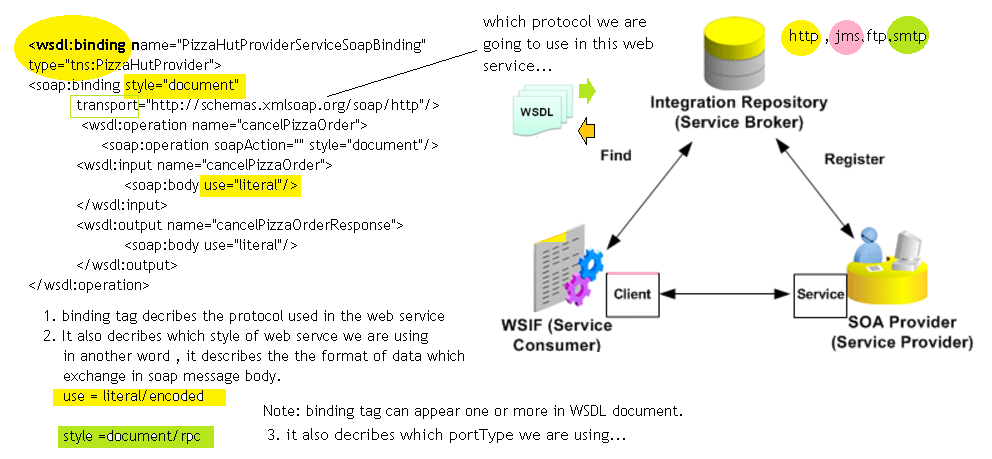 <wsdl:binding name="PizzaHutProviderServiceSoapBinding"
type="tns:PizzaHutProvider">
<soap:binding style="document"
transport="http://schemas.xmlsoap.org/soap/http"/>
<wsdl:operation name="cancelPizzaOrder">
<soap:operation soapAction="" style="document"/>
<wsdl:input name="cancelPizzaOrder">
<soap:body use="literal"/>
</wsdl:input>
<wsdl:output name="cancelPizzaOrderResponse">
<soap:body use="literal"/>
</wsdl:output>
</wsdl:operation>
1. binding tag decribes the protocol used in the web service
2. It also decribes which style of web servce we are using
in another word , it describes the the format of data which
exchange in soap message body.
use = literal/encoded
style =document/rpc
Note: binding tag can appear one or more in WSDL document.
3. it also decribes which portType we are using...
which protocol we are
going to use in this web
service...
http , jms,ftp,smtp
WSDL
Integration Repository
(Service Broker)
Find
Register
Client
Service
WSIF (Service
Consumer)
SOA Provider
(Service Provider)